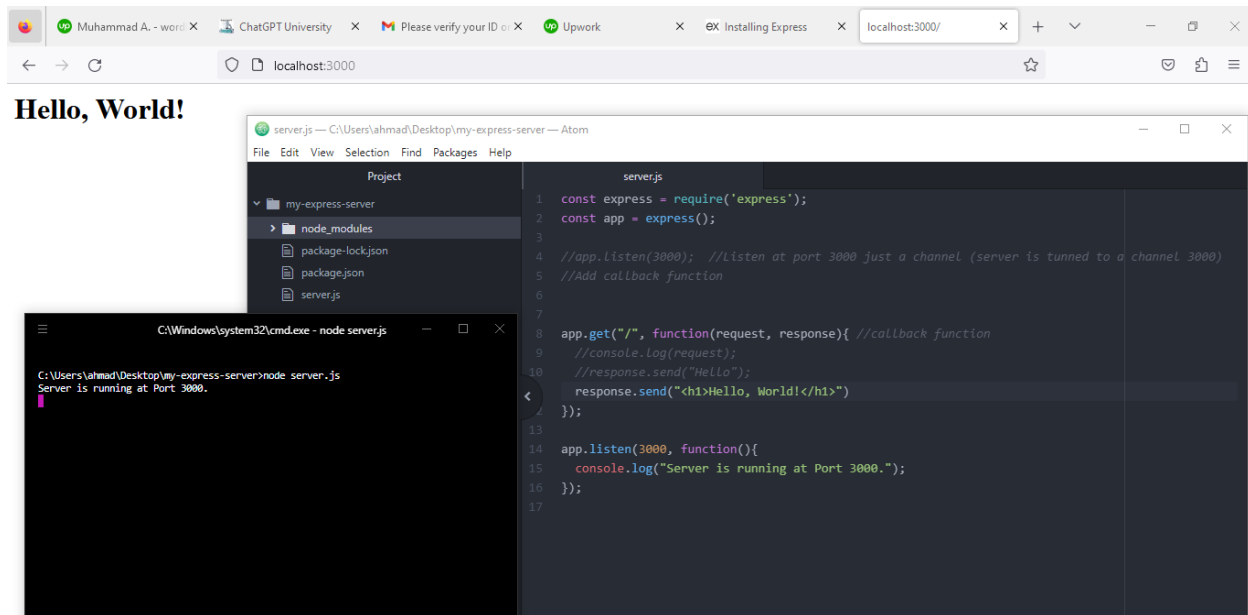 Muhammad A. - word
ChatGPT University
Please verify your ID or
Upwork
ex Installing Express
localhost:3000/
localhost:3000
Hello, World!
server.js — C:\Users\ahmad\Desktop\my-express-server — Atom
File Edit View Selection Find Packages Help
Project
my-express-server
node_modules
package-lock.json
package.json
server.js
server.js
1 const express = require('express');
2 const app = express();
3
4 //app.listen(3000); //Listen at port 3000 just a channel (server is tunned to a channel 3000)
5 //Add callback function
6
7
8 app.get("/", function(request, response){ //callback function
9 //console.log(request);
10 //response.send("Hello");
response.send("<h1>Hello, World!</h1>")
});
13
14 app.listen(3000, function(){
15 console.log("Server is running at Port 3000.");
16 });
17
C:\Windows\system32\cmd.exe - node server.js
C:\Users\ahmad\Desktop\my-express-server>node server.js
Server is running at Port 3000.